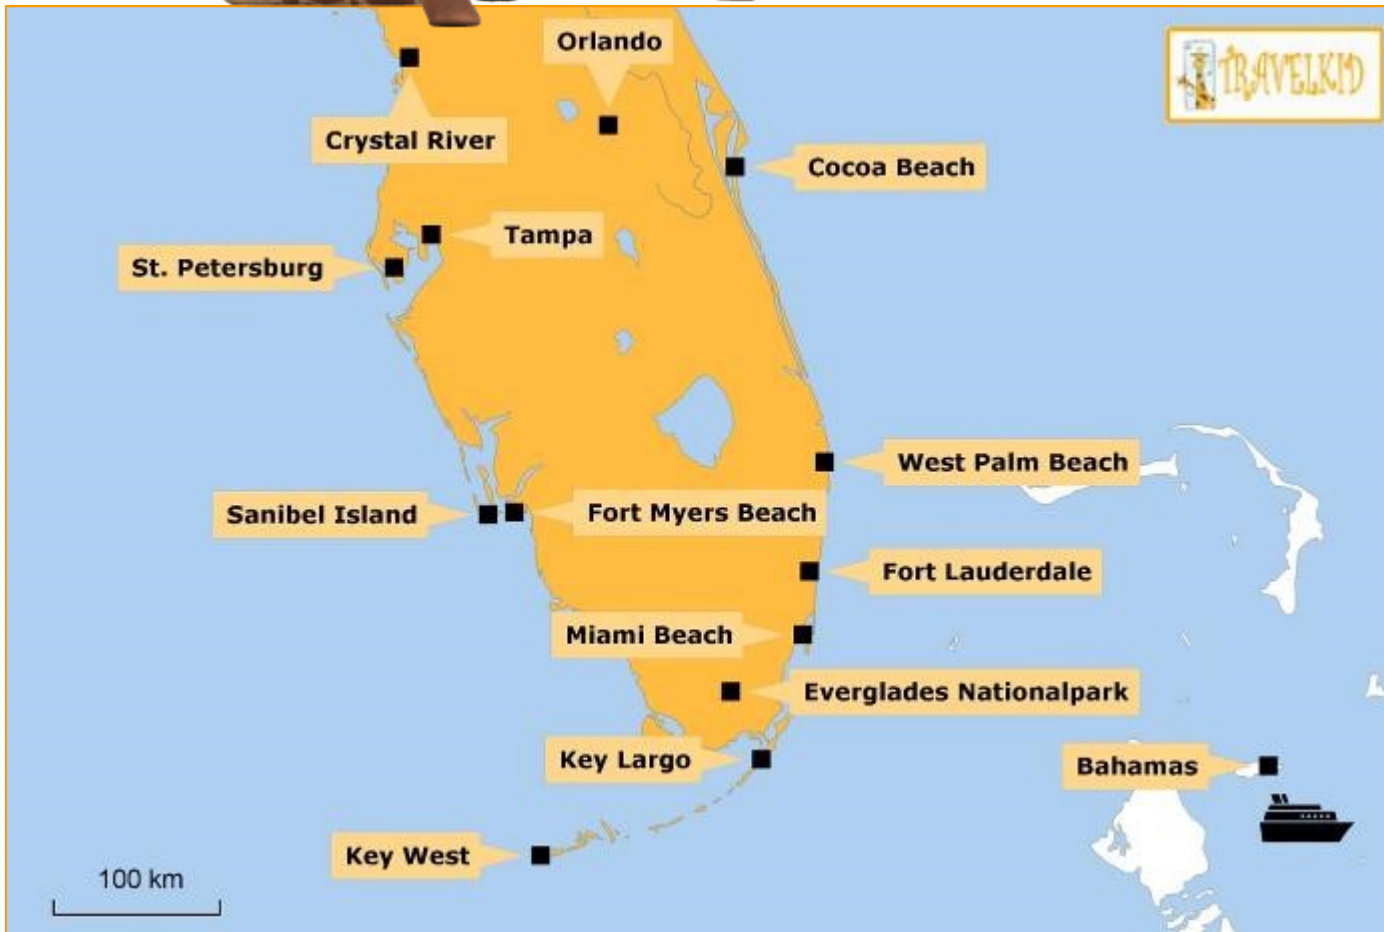 Orlando
TRAVELKID
Crystal River
Cocoa Beach
Tampa
St. Petersburg
West Palm Beach
Sanibel Island
Fort Myers Beach
Fort Lauderdale
Miami Beach
Everglades Nationalpark
Key Largo
Bahamas
Key West
100 km